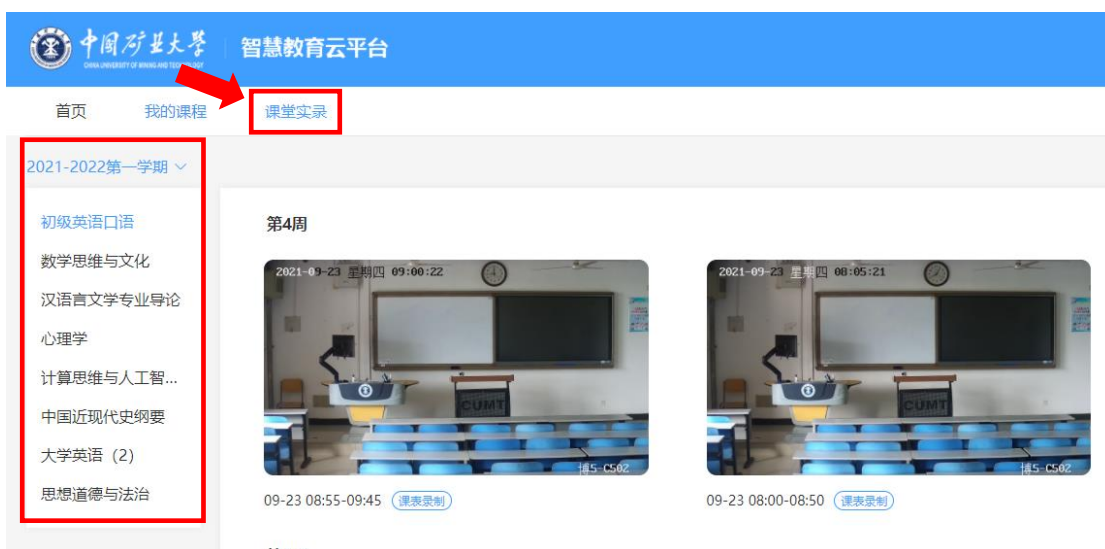 中国矿业大学 智慧教育云平台
CHINA UNIVERSITY OF MINING AND TECHNOLOGY
首页 我的课程 课堂实录
2021-2022第一学期
初级英语口语
数学思维与文化
汉语言文学专业导论
心理学
计算思维与人工智...
中国近现代史纲要
大学英语（2）
思想道德与法治
第4周
2021-09-23 星期四 09:00:22
CUMT
博5-C502
09-23 08:55-09:45 课表录制
2021-09-23 星期四 08:05:21
CUMT
博5-C502
09-23 08:00-08:50 课表录制